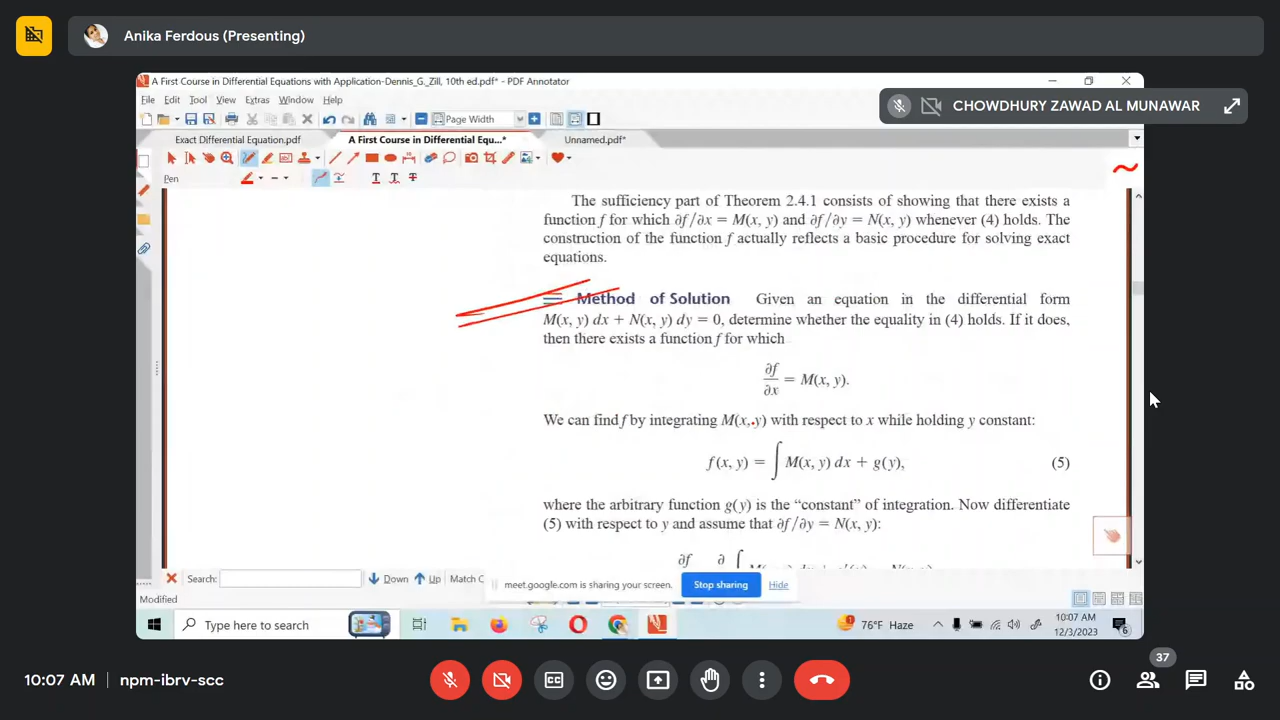 Anika Ferdous (Presenting)
A First Course in Differential Equations with Application-Dennis_G._Zill, 10th ed.pdf* - PDF Annotator
File Edit Tool View Extras Window Help
CHOWDHURY ZAWAD AL MUNAWAR
Page Width
Exact Differential Equation.pdf A First Course in Differential Equ...* Unnamed.pdf*
Pen
The sufficiency part of Theorem 2.4.1 consists of showing that there exists a
function f for which ∂f/∂x = M(x, y) and ∂f/∂y = N(x, y) whenever (4) holds. The
construction of the function f actually reflects a basic procedure for solving exact
equations.
Method of Solution Given an equation in the differential form
M(x, y) dx + N(x, y) dy = 0, determine whether the equality in (4) holds. If it does,
then there exists a function f for which
∂f/∂x = M(x, y).
We can find f by integrating M(x, y) with respect to x while holding y constant:
f(x, y) = ∫ M(x, y) dx + g(y), (5)
where the arbitrary function g(y) is the “constant” of integration. Now differentiate
(5) with respect to y and assume that ∂f/∂y = N(x, y):
∂f ∂ ∫
Search: Down Up Match C
meet.google.com is sharing your screen. Stop sharing Hide
Modified
Type here to search 76°F Haze 10:07 AM
12/3/2023 6
10:07 AM npm-ibrv-scc 37